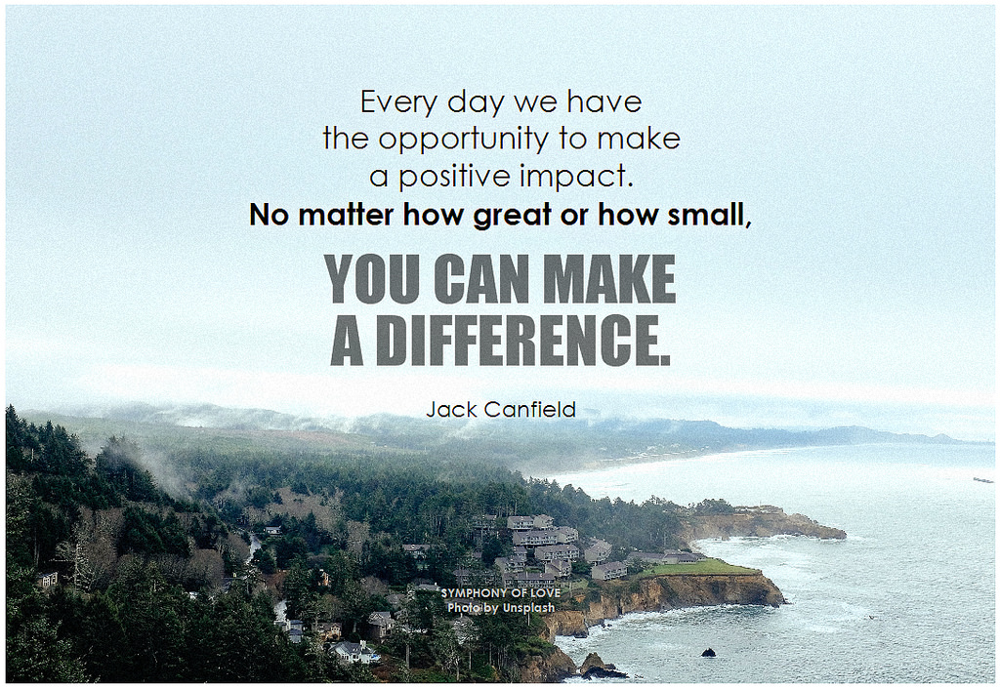 Every day we have
the opportunity to make
a positive impact.
No matter how great or how small,
YOU CAN MAKE
A DIFFERENCE.
Jack Canfield
SYMPHONY OF LOVE
Photo by Unsplash